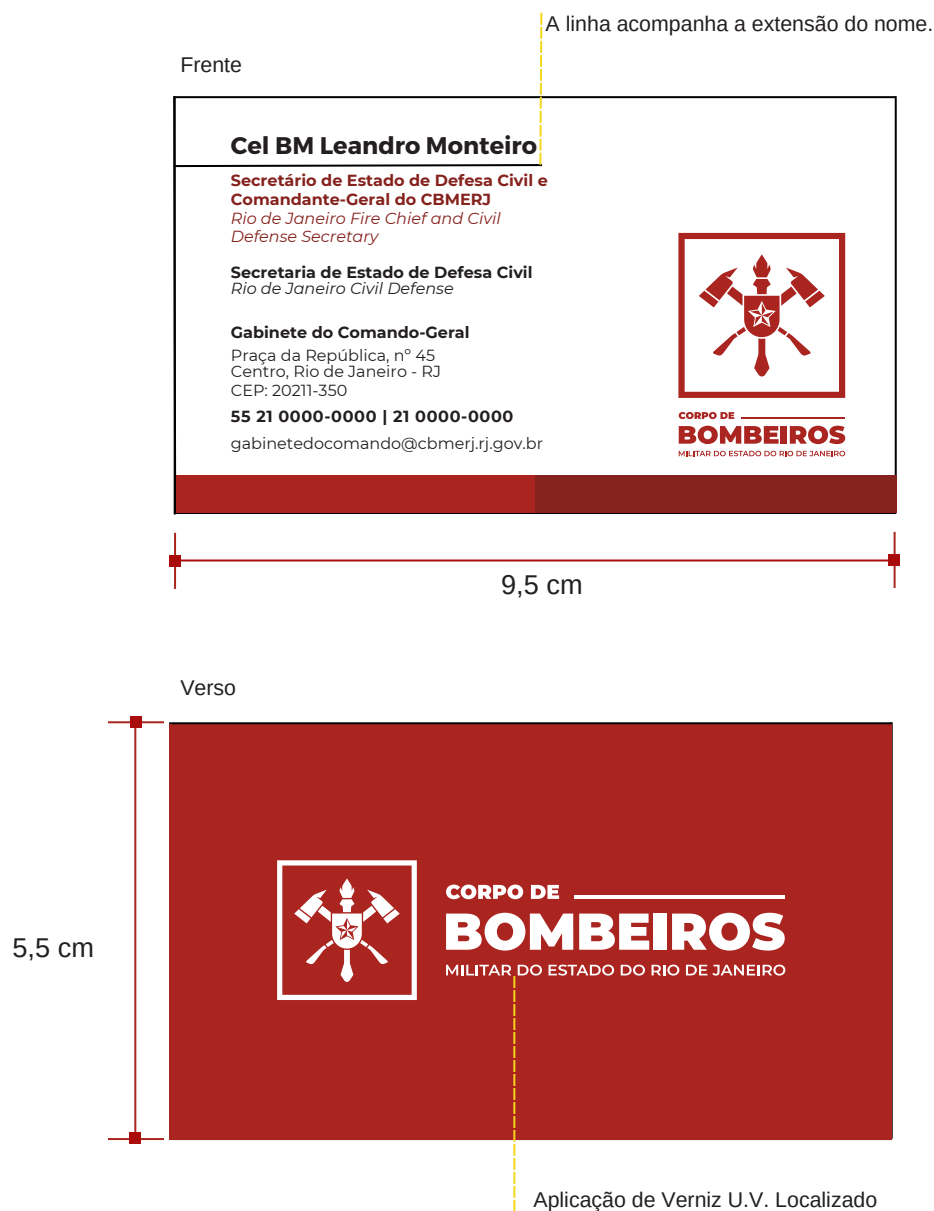 A linha acompanha a extensão do nome.
Frente
Cel BM Leandro Monteiro
Secretário de Estado de Defesa Civil e
Comandante-Geral do CBMERJ
Rio de Janeiro Fire Chief and Civil
Defense Secretary
Secretaria de Estado de Defesa Civil
Rio de Janeiro Civil Defense
Gabinete do Comando-Geral
Praça da República, nº 45
Centro, Rio de Janeiro - RJ
CEP: 20211-350
55 21 0000-0000 | 21 0000-0000
gabinetedocomando@cbmerj.rj.gov.br
CORPO DE
BOMBEIROS
MILITAR DO ESTADO DO RIO DE JANEIRO
9,5 cm
Verso
5,5 cm
CORPO DE
BOMBEIROS
MILITAR DO ESTADO DO RIO DE JANEIRO
Aplicação de Verniz U.V. Localizado